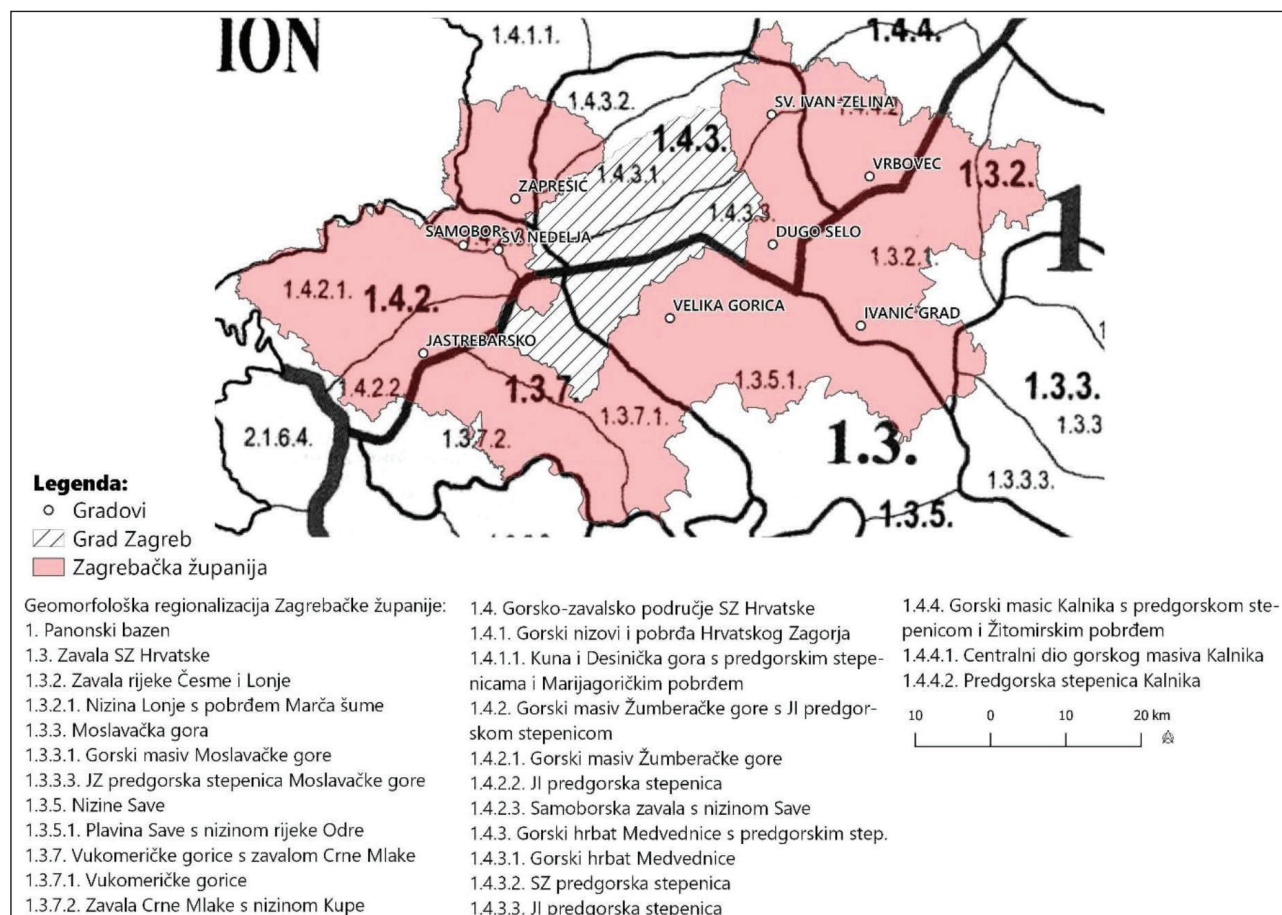 ION
1.4.1.1.
1.4.4.
1.4.3.2.
SV. IVAN ZELINA
1.4.4.2
1.4.3.
1.4.3.1.
VRBOVEC
1.3.2.
ZAPREŠIĆ
1.4.3.3.
SAMOBOR
SV. NEDELJA
DUGO SELO
1
1.3.2.1.
1.4.2.1.
1.4.2.
VELIKA GORICA
IVANIĆ GRAD
JASTREBARSKO
1.4.2.2.
1.3.7.
1.3.5.1.
1.3.3.
1.3.7.1.
1.3.3
2.1.6.4.
1.3.7.2.
1.3.
1.3.3.3.
1.3.5.
Legenda:
Gradovi
Grad Zagreb
Zagrebačka županija
Geomorfološka regionalizacija Zagrebačke županije:
1. Panonski bazen
1.3. Zavala SZ Hrvatske
1.3.2. Zavala rijeke Česme i Lonje
1.3.2.1. Nizina Lonje s pobrđem Marča šume
1.3.3. Moslavačka gora
1.3.3.1. Gorski masiv Moslavačke gore
1.3.3.3. JZ predgorska stepenica Moslavačke gore
1.3.5. Nizine Save
1.3.5.1. Plavina Save s nizinom rijeke Odre
1.3.7. Vukomeričke gorice s zavalom Crne Mlake
1.3.7.1. Vukomeričke gorice
1.3.7.2. Zavala Crne Mlake s nizinom Kupe
1.4. Gorsko-zavalsko područje SZ Hrvatske
1.4.1. Gorski nizovi i pobrđa Hrvatskog Zagorja
1.4.1.1. Kuna i Desinička gora s predgorskim stepe-
nicama i Marijagoričkim pobrđem
1.4.2. Gorski masiv Žumberačke gore s JI predgor-
skom stepenicom
1.4.2.1. Gorski masiv Žumberačke gore
1.4.2.2. JI predgorska stepenica
1.4.2.3. Samoborska zavala s nizinom Save
1.4.3. Gorski hrbat Medvednice s predgorskim step.
1.4.3.1. Gorski hrbat Medvednice
1.4.3.2. SZ predgorska stepenica
1.4.3.3. JI predgorska stepenica
1.4.4. Gorski masic Kalnika s predgorskom ste-
penicom i Žitomirskim pobrđem
1.4.4.1. Centralni dio gorskog masiva Kalnika
1.4.4.2. Predgorska stepenica Kalnika
10 0 10 20 km